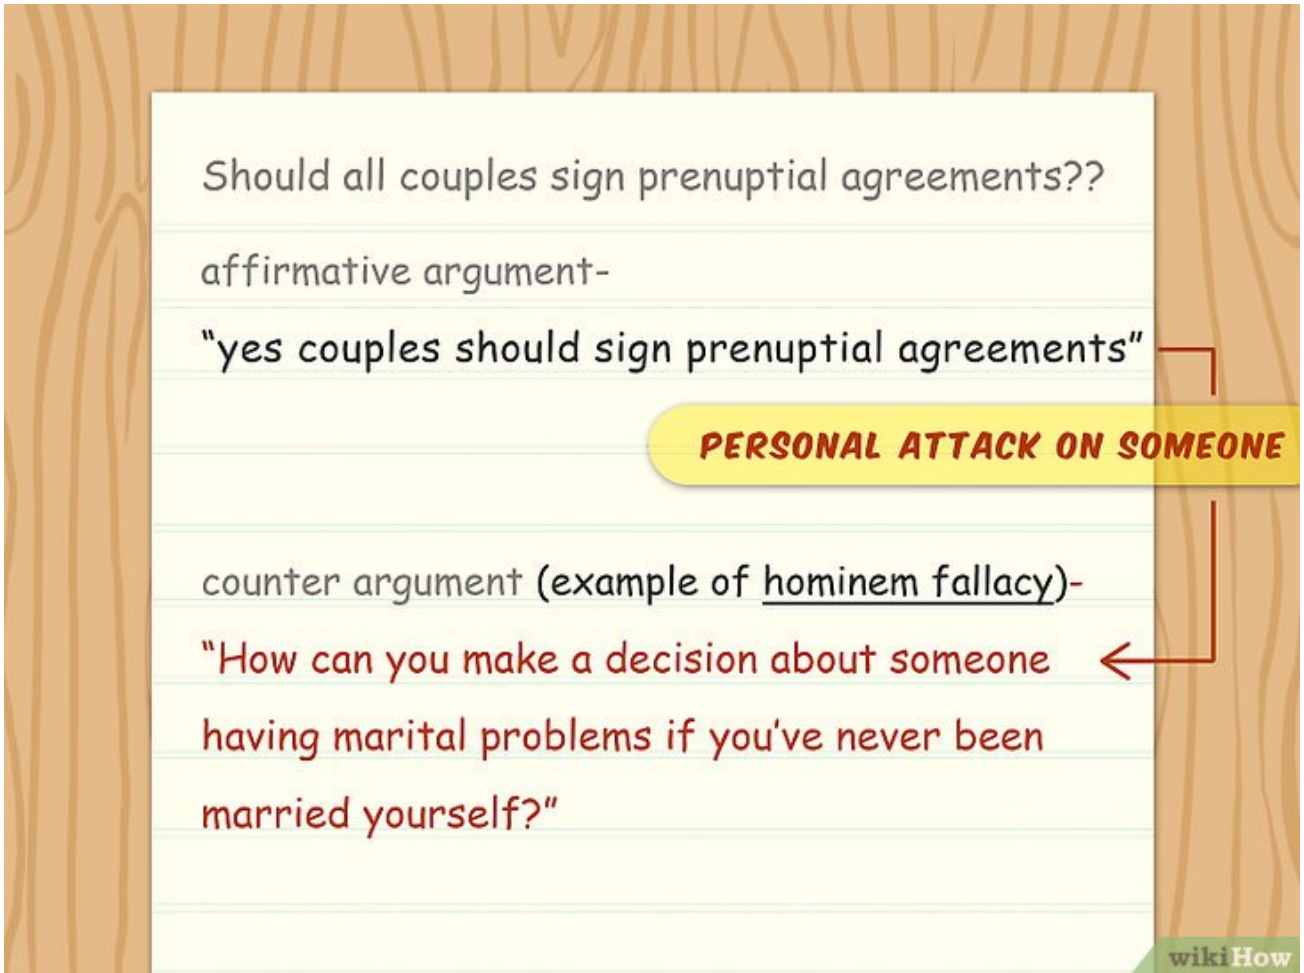 Should all couples sign prenuptial agreements??
affirmative argument-
“yes couples should sign prenuptial agreements”
PERSONAL ATTACK ON SOMEONE
counter argument (example of hominem fallacy)-
“How can you make a decision about someone
having marital problems if you’ve never been
married yourself?”
wikiHow